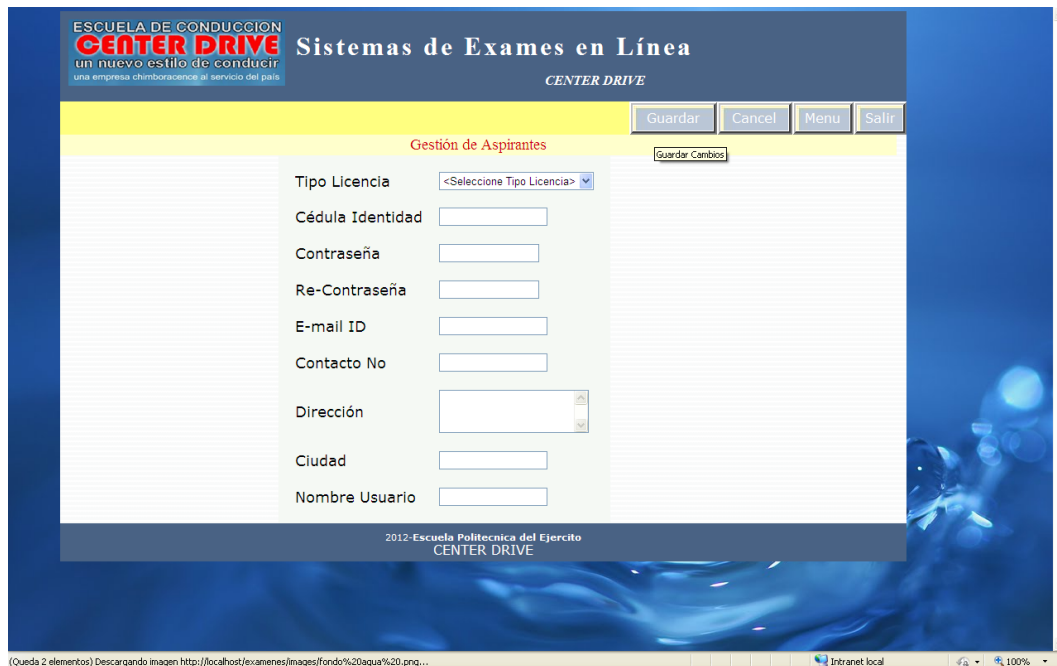 ESCUELA DE CONDUCCION
CENTER DRIVE
un nuevo estilo de conducir
una empresa chimboracence al servicio del país
Sistemas de Exames en Línea
CENTER DRIVE
Guardar Cancel Menu Salir
Gestión de Aspirantes
Guardar Cambios
Tipo Licencia <Seleccione Tipo Licencia>
Cédula Identidad
Contraseña
Re-Contraseña
E-mail ID
Contacto No
Dirección
Ciudad
Nombre Usuario
2012-Escuela Politecnica del Ejercito
CENTER DRIVE
(Queda 2 elementos) Descargando imagen http://localhost/examenes/images/fondo%20agua%20.png... Intranet local 100%